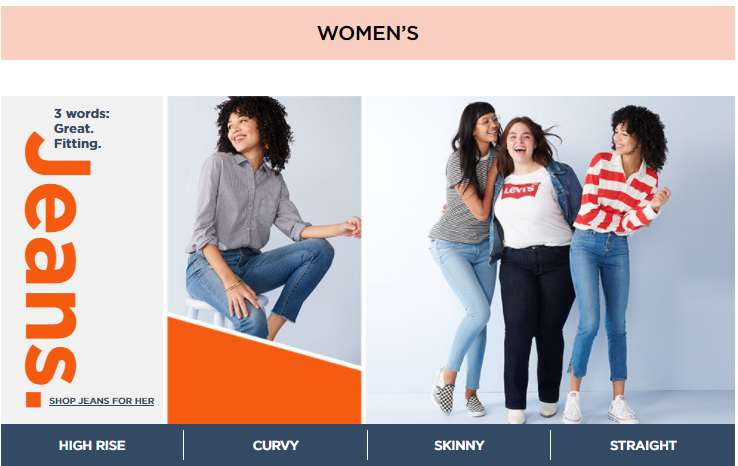 WOMEN’S
3 words:
Great.
Fitting.
Jeans.
SHOP JEANS FOR HER
LEVI'S
HIGH RISE
CURVY
SKINNY
STRAIGHT